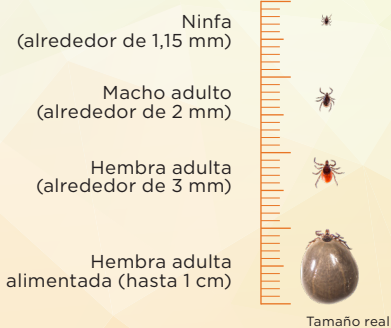 Ninfa
(alrededor de 1,15 mm)
Macho adulto
(alrededor de 2 mm)
Hembra adulta
(alrededor de 3 mm)
Hembra adulta
alimentada (hasta 1 cm)
Tamaño real